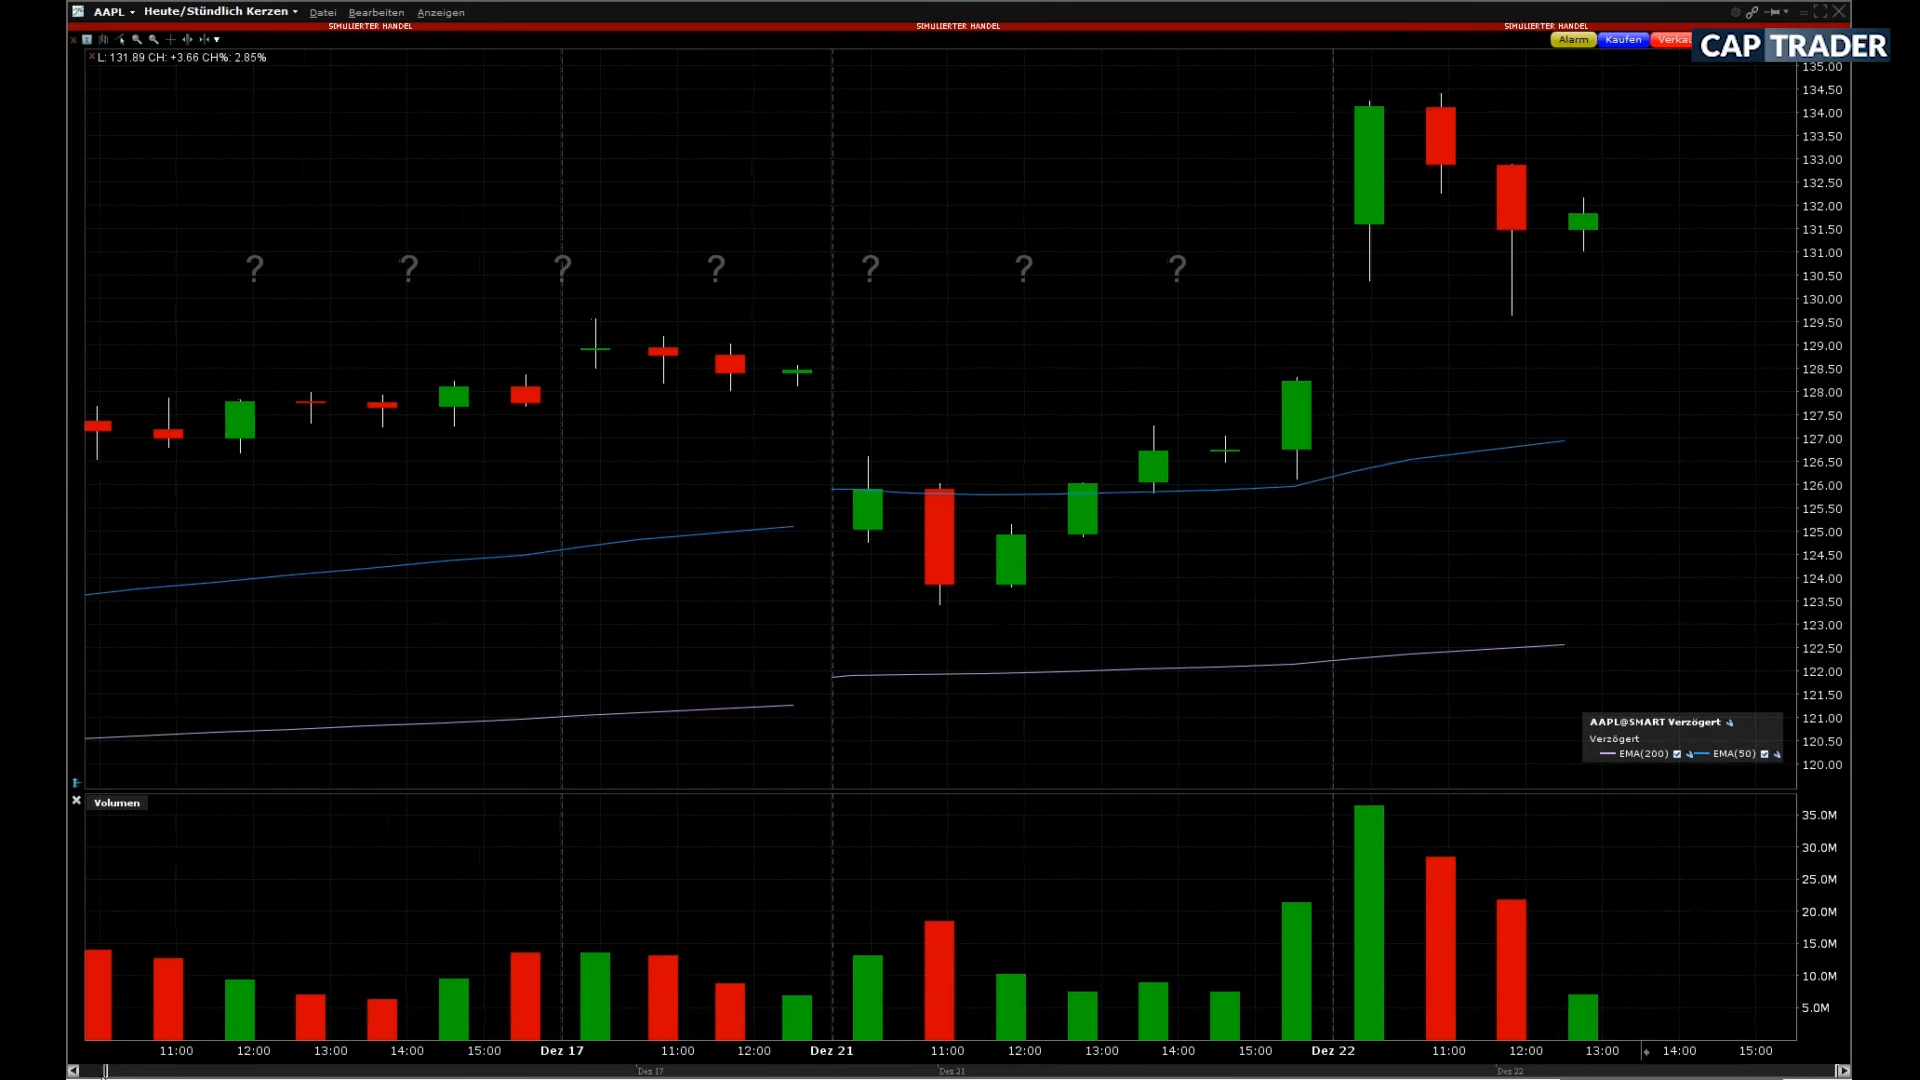 AAPL Heute/Stündlich Kerzen Datei Bearbeiten Anzeigen
SIMULIERTER HANDEL SIMULIERTER HANDEL SIMULIERTER HANDEL
Alarm Kaufen Verkau
CAP TRADER
L: 131.89 CH: +3.66 CH%: 2.85%
135.00
134.50
134.00
133.50
133.00
132.50
132.00
131.50
131.00
? ? ? ? ? ? ?
130.50
130.00
129.50
129.00
128.50
128.00
127.50
127.00
126.50
126.00
125.50
125.00
124.50
124.00
123.50
123.00
122.50
122.00
121.50
121.00
120.50
120.00
AAPL@SMART Verzögert
Verzögert
EMA(200) EMA(50)
Volumen
35.0M
30.0M
25.0M
20.0M
15.0M
10.0M
5.0M
11:00 12:00 13:00 14:00 15:00 Dez 17 11:00 12:00 Dez 21 11:00 12:00 13:00 14:00 15:00 Dez 22 11:00 12:00 13:00 14:00 15:00
Dez 17 Dez 21 Dez 22